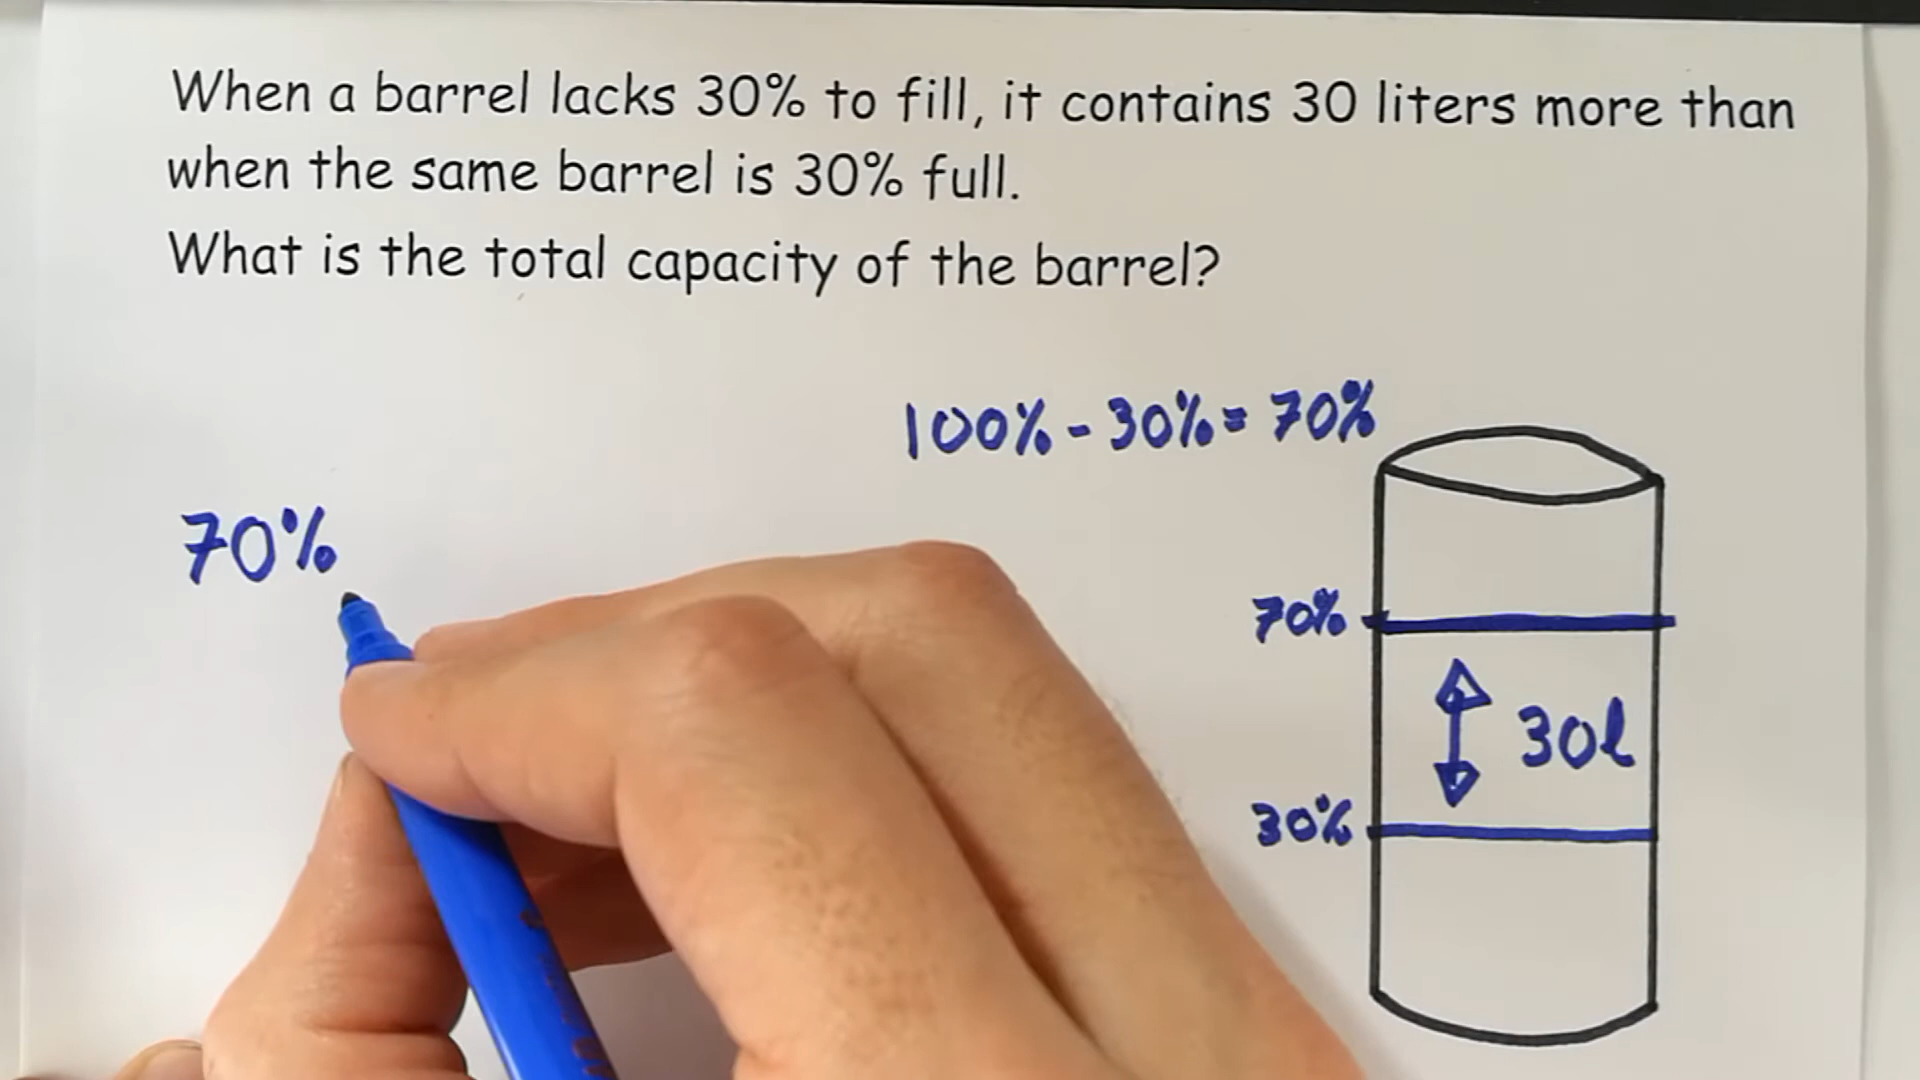 When a barrel lacks 30% to fill, it contains 30 liters more than
when the same barrel is 30% full.
What is the total capacity of the barrel?
100% - 30% = 70%
70%
70%
30l
30%